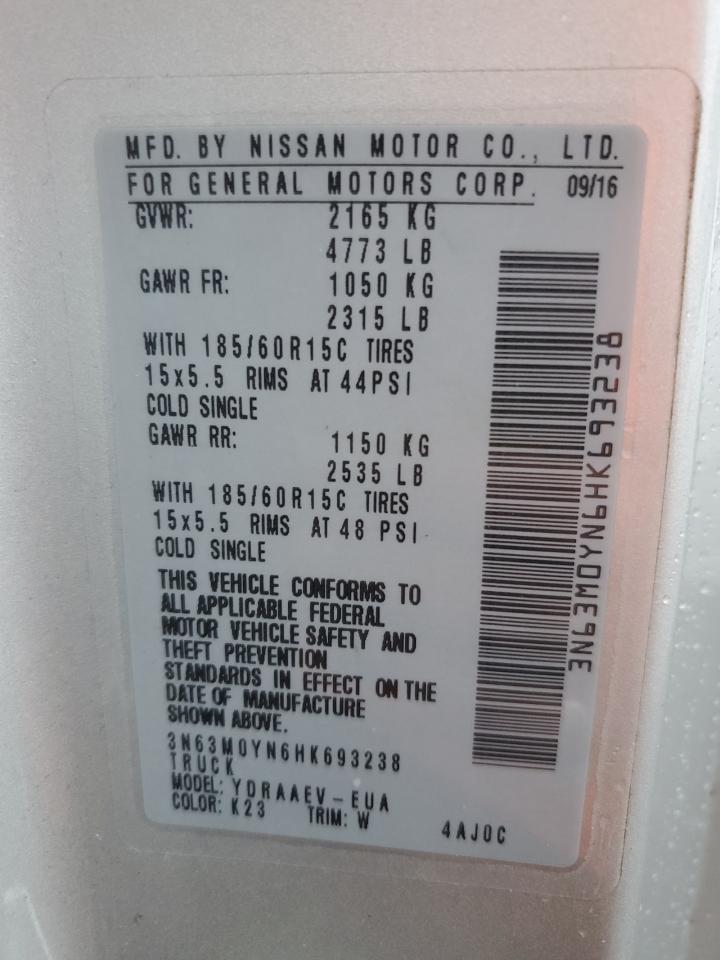 MFD. BY NISSAN MOTOR CO., LTD.
FOR GENERAL MOTORS CORP. 09/16
GVWR: 2165 KG
4773 LB
GAWR FR: 1050 KG
2315 LB
WITH 185/60R15C TIRES
15x5.5 RIMS AT 44PSI
COLD SINGLE
GAWR RR: 1150 KG
2535 LB
WITH 185/60R15C TIRES
15x5.5 RIMS AT 48 PSI
COLD SINGLE
THIS VEHICLE CONFORMS TO
ALL APPLICABLE FEDERAL
MOTOR VEHICLE SAFETY AND
THEFT PREVENTION
STANDARDS IN EFFECT ON THE
DATE OF MANUFACTURE
SHOWN ABOVE.
3N63M0YN6HK693238
TRUCK
MODEL: YDRAAEV-EUA
COLOR: K23 TRIM: W 4AJ0C
3N63M0YN6HK693238